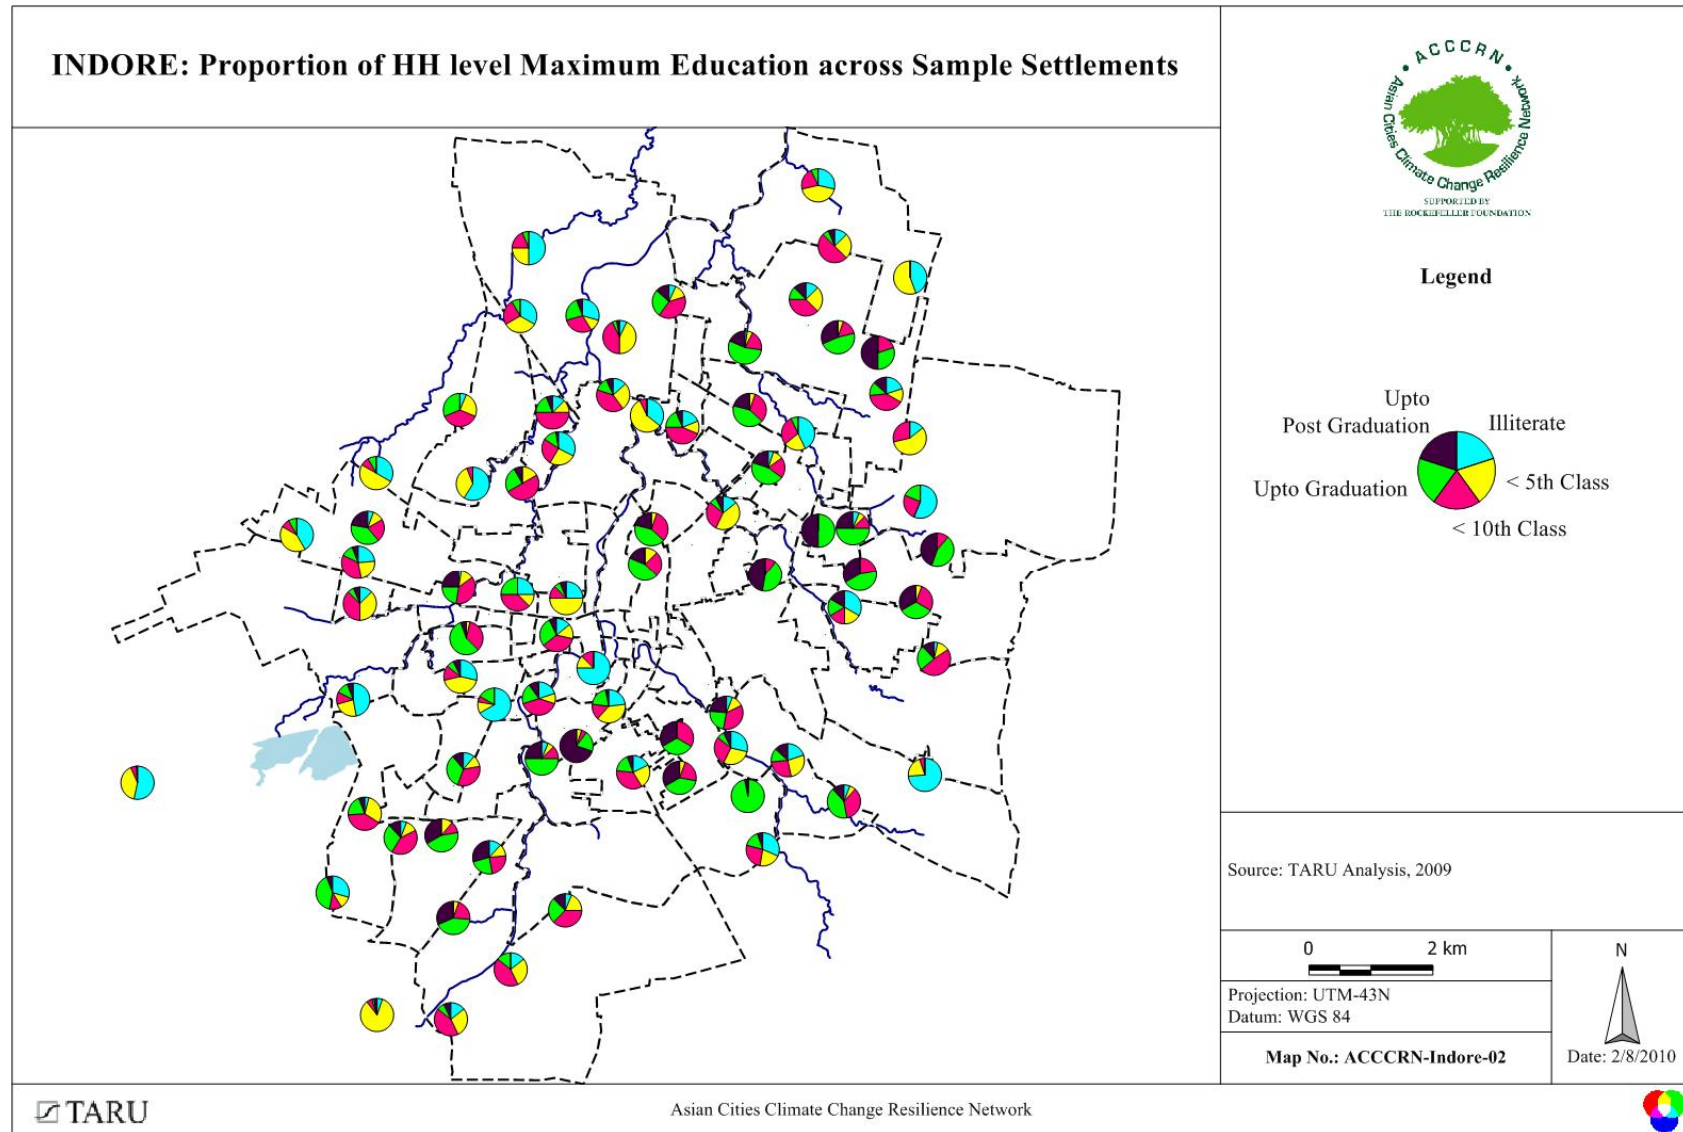 INDORE: Proportion of HH level Maximum Education across Sample Settlements
ACCCRN
Asian Cities Climate Change Resilience Network
SUPPORTED BY
THE ROCKEFELLER FOUNDATION
Legend
Upto
Post Graduation
Illiterate
Upto Graduation
< 5th Class
< 10th Class
Source: TARU Analysis, 2009
0 2 km
N
Projection: UTM-43N
Datum: WGS 84
Map No.: ACCCRN-Indore-02
Date: 2/8/2010
TARU
Asian Cities Climate Change Resilience Network